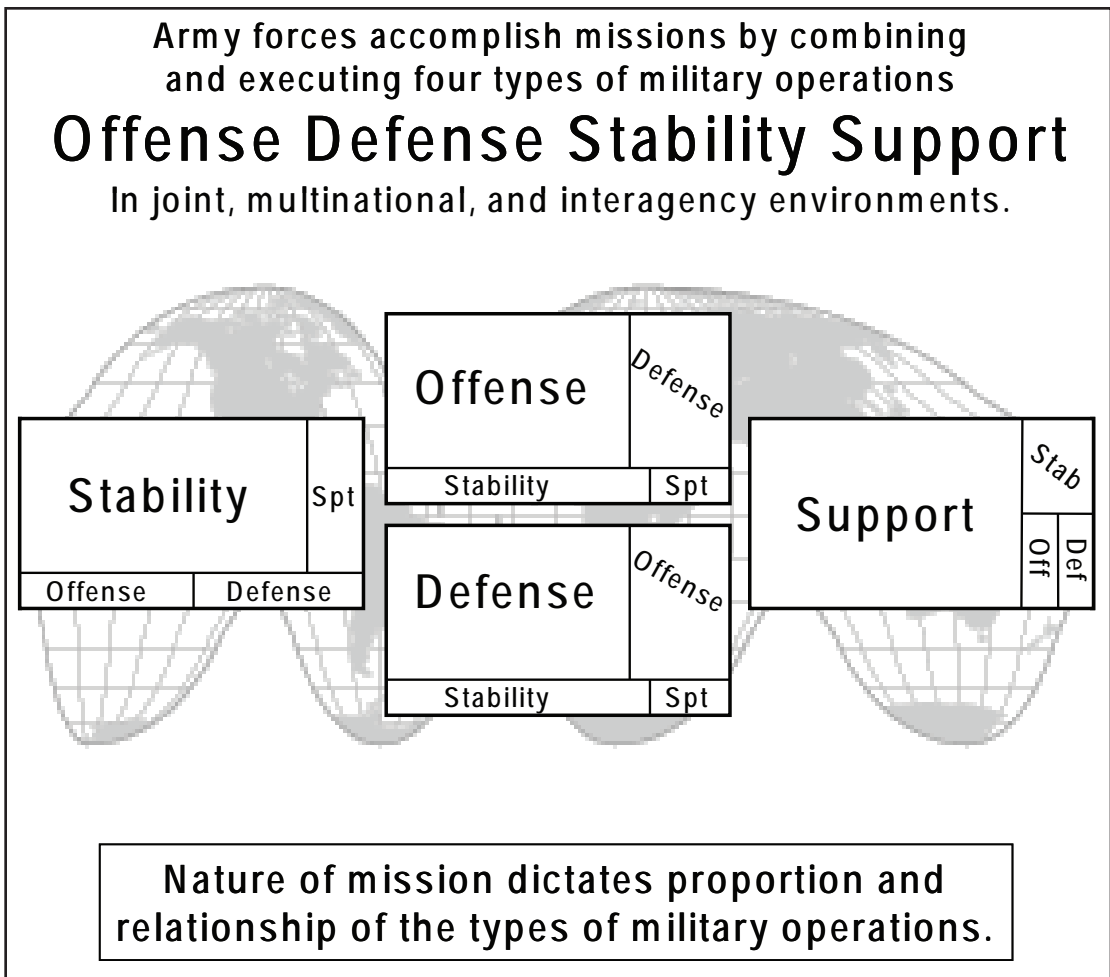 Army forces accomplish missions by combining
and executing four types of military operations
Offense Defense Stability Support
In joint, multinational, and interagency environments.
Stability
Spt
Offense
Defense
Offense
Defense
Stability
Spt
Defense
Offense
Stability
Spt
Support
Stab
Off
Def
Nature of mission dictates proportion and
relationship of the types of military operations.